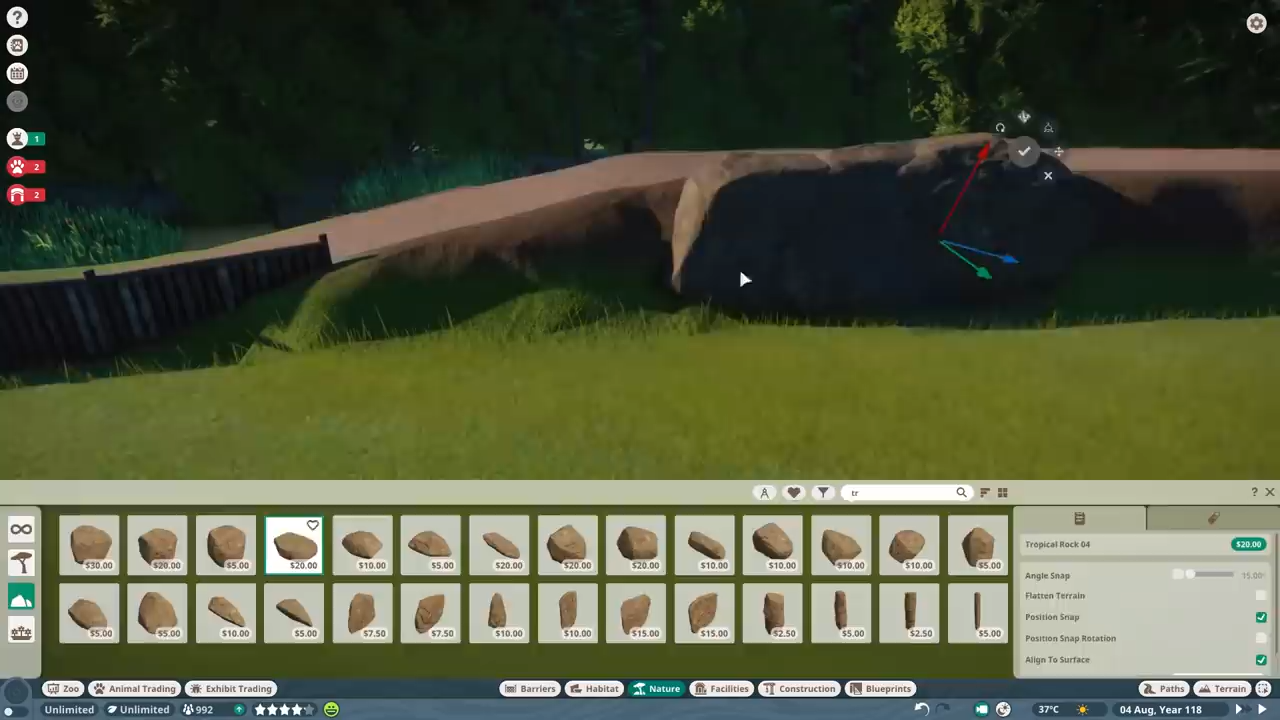 ?
1
2
2
tr
? ×
$30.00 $20.00 $5.00 $20.00 $10.00 $5.00 $20.00 $20.00 $20.00 $10.00 $10.00 $10.00 $10.00 $5.00
$5.00 $5.00 $10.00 $5.00 $7.50 $7.50 $10.00 $10.00 $15.00 $15.00 $2.50 $5.00 $2.50 $5.00
Tropical Rock 04 $20.00
Angle Snap 15.00°
Flatten Terrain
Position Snap
Position Snap Rotation
Align To Surface
Zoo Animal Trading Exhibit Trading Barriers Habitat Nature Facilities Construction Blueprints Paths Terrain
Unlimited Unlimited 992 37°C 04 Aug, Year 118